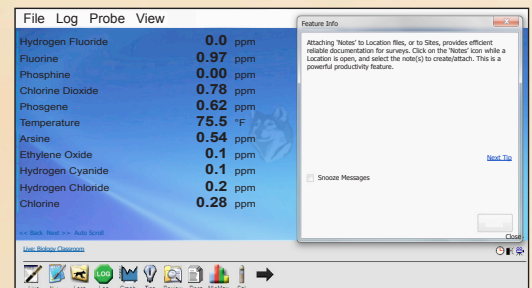 File Log Probe View
Hydrogen Fluoride 0.0 ppm
Fluorine 0.97 ppm
Phosphine 0.00 ppm
Chlorine Dioxide 0.78 ppm
Phosgene 0.62 ppm
Temperature 75.5 °F
Arsine 0.54 ppm
Ethylene Oxide 0.1 ppm
Hydrogen Cyanide 0.1 ppm
Hydrogen Chloride 0.2 ppm
Chlorine 0.28 ppm
<< Back Next >> Auto Scroll
Live: Biology Classroom
LOG
Feature Info
Attaching 'Notes' to Location files, or to Sites, provides efficient
reliable documentation for surveys. Click on the 'Notes' icon while a
Location is open, and select the note(s) to create/attach. This is a
powerful productivity feature.
Next Tip
Snooze Messages
Close